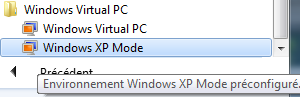 Windows Virtual PC
Windows Virtual PC
Windows XP Mode
Précédent
Environnement Windows XP Mode préconfiguré